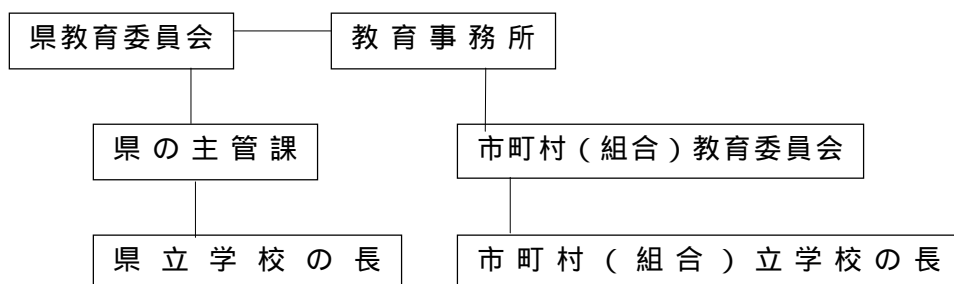 県教育委員会
教育事務所
県の主管課
市町村(組合)教育委員会
県立学校の長
市町村(組合)立学校の長